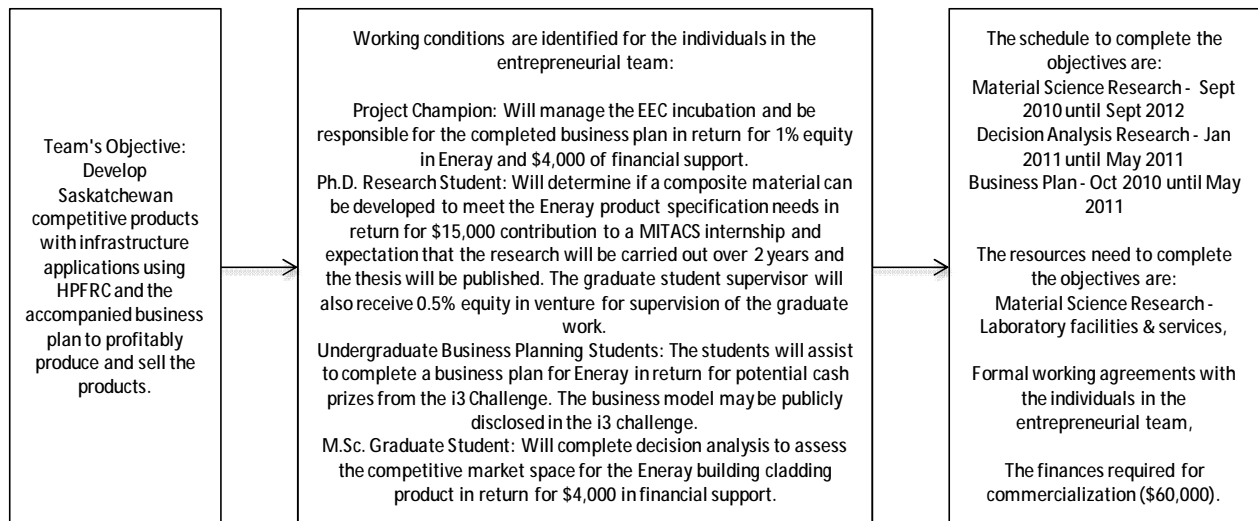 Team's Objective:
Develop
Saskatchewan
competitive products
with infrastructure
applications using
HPFRC and the
accompanied business
plan to profitably
produce and sell the
products.
Working conditions are identified for the individuals in the
entrepreneurial team:
Project Champion: Will manage the EEC incubation and be
responsible for the completed business plan in return for 1% equity
in Eneray and $4,000 of financial support.
Ph.D. Research Student: Will determine if a composite material can
be developed to meet the Eneray product specification needs in
return for $15,000 contribution to a MITACS internship and
expectation that the research will be carried out over 2 years and
the thesis will be published. The graduate student supervisor will
also receive 0.5% equity in venture for supervision of the graduate
work.
Undergraduate Business Planning Students: The students will assist
to complete a business plan for Eneray in return for potential cash
prizes from the i3 Challenge. The business model may be publicly
disclosed in the i3 challenge.
M.Sc. Graduate Student: Will complete decision analysis to assess
the competitive market space for the Eneray building cladding
product in return for $4,000 in financial support.
The schedule to complete the
objectives are:
Material Science Research - Sept
2010 until Sept 2012
Decision Analysis Research - Jan
2011 until May 2011
Business Plan - Oct 2010 until May
2011
The resources need to complete
the objectives are:
Material Science Research -
Laboratory facilities & services,
Formal working agreements with
the individuals in the
entrepreneurial team,
The finances required for
commercialization ($60,000).